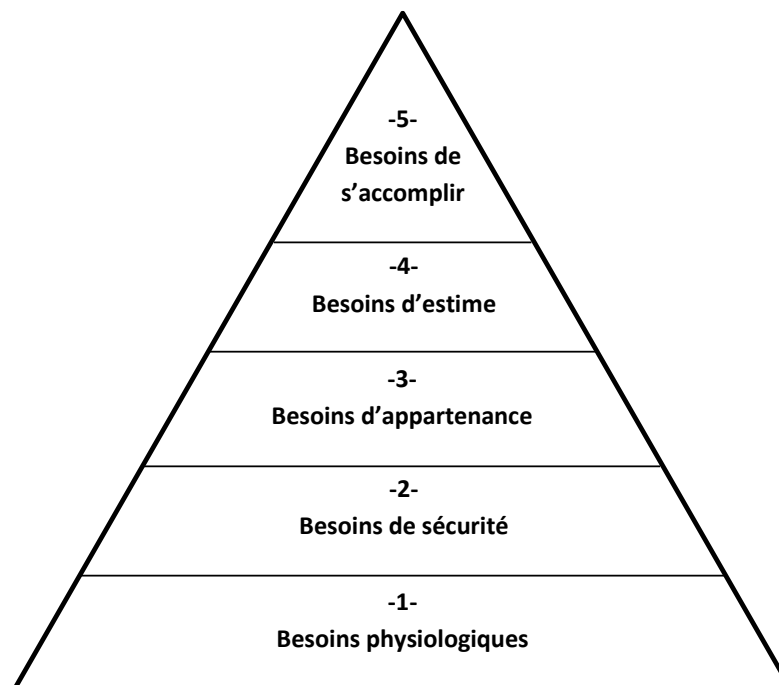 -5-
Besoins de
s’accomplir
-4-
Besoins d’estime
-3-
Besoins d’appartenance
-2-
Besoins de sécurité
-1-
Besoins physiologiques